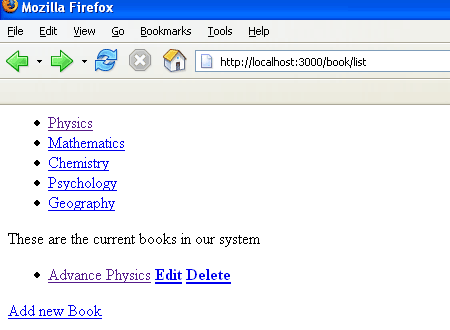 Mozilla Firefox
File Edit View Go Bookmarks Tools Help
http://localhost:3000/book/list
Physics
Mathematics
Chemistry
Psychology
Geography
These are the current books in our system
Advance Physics Edit Delete
Add new Book